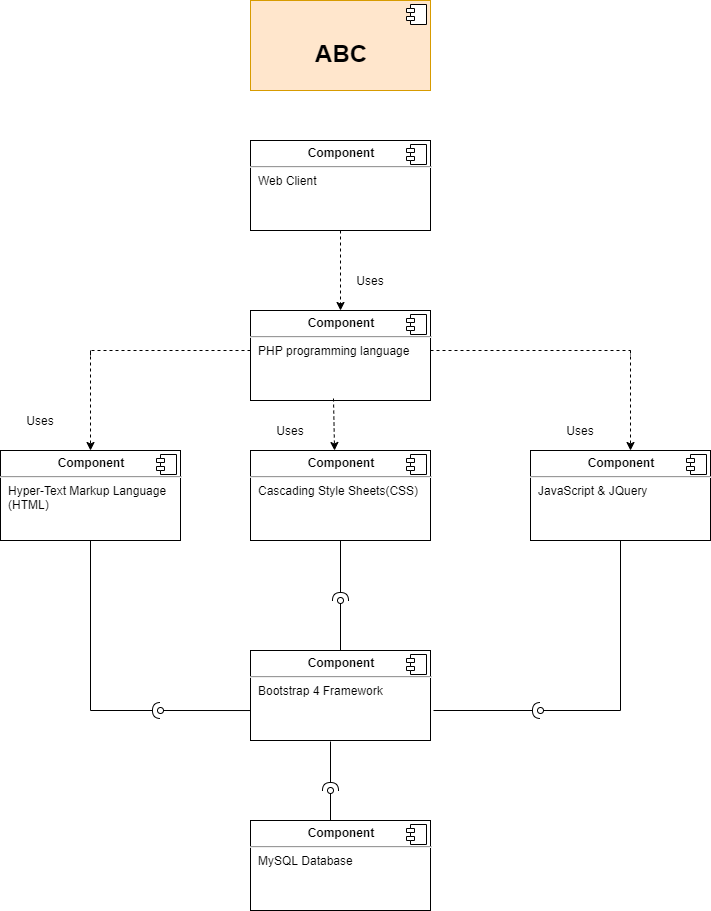 ABC
Component
Web Client
Uses
Component
PHP programming language
Uses
Uses
Uses
Component
Hyper-Text Markup Language
(HTML)
Component
Cascading Style Sheets(CSS)
Component
JavaScript & JQuery
Component
Bootstrap 4 Framework
Component
MySQL Database